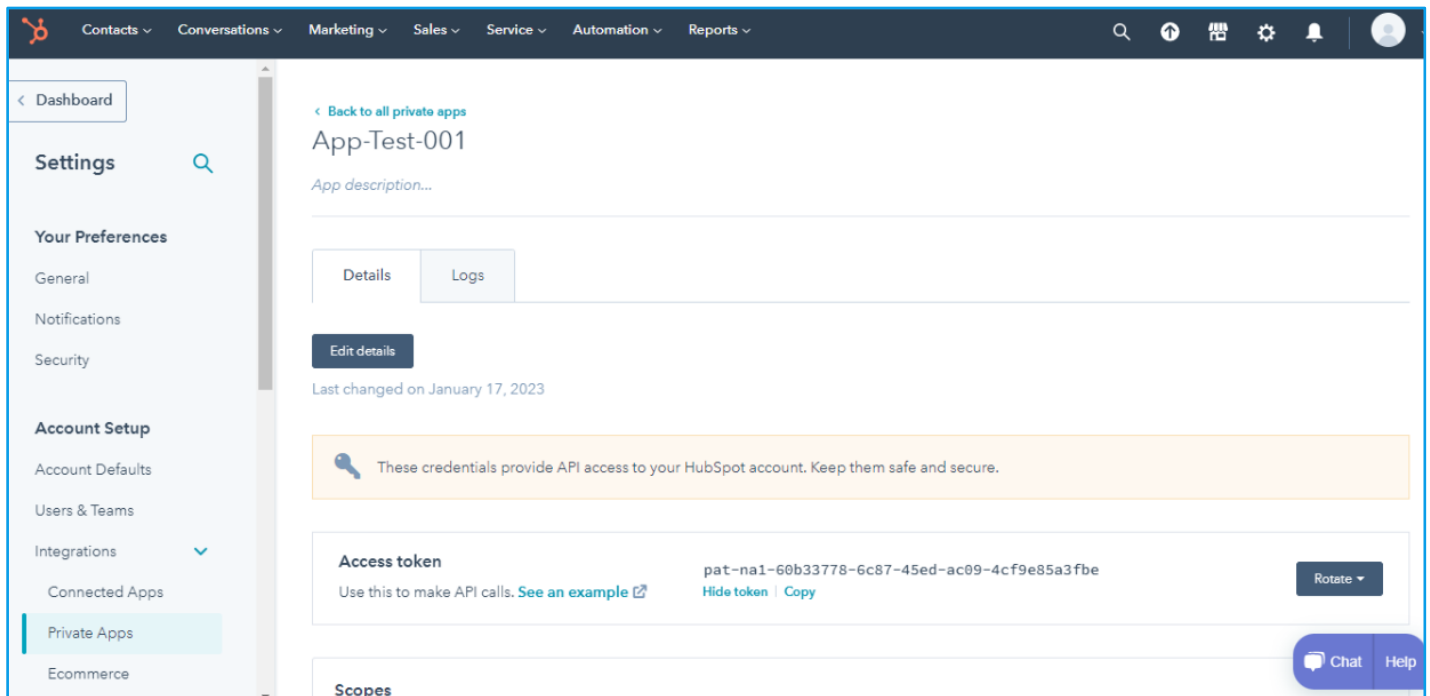 Contacts Conversations Marketing Sales Service Automation Reports
Dashboard
Settings
Your Preferences
General
Notifications
Security
Account Setup
Account Defaults
Users & Teams
Integrations
Connected Apps
Private Apps
Ecommerce
Back to all private apps
App-Test-001
App description...
Details Logs
Edit details
Last changed on January 17, 2023
These credentials provide API access to your HubSpot account. Keep them safe and secure.
Access token
Use this to make API calls. See an example
pat-na1-60b33778-6c87-45ed-ac09-4cf9e85a3fbe
Hide token | Copy
Rotate
Scopes
Chat Help